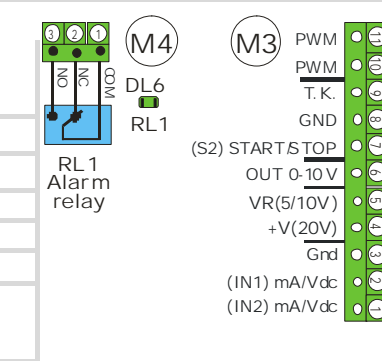 3 2 1
NO
NC
COM
M4
DL6
RL1
RL1
Alarm
relay
M3
PWM 11
PWM 10
T. K. 9
GND 8
(S2) START/STOP 7
OUT 0-10 V 6
VR(5/10V) 5
+V(20V) 4
Gnd 3
(IN1) mA/Vdc 2
(IN2) mA/Vdc 1